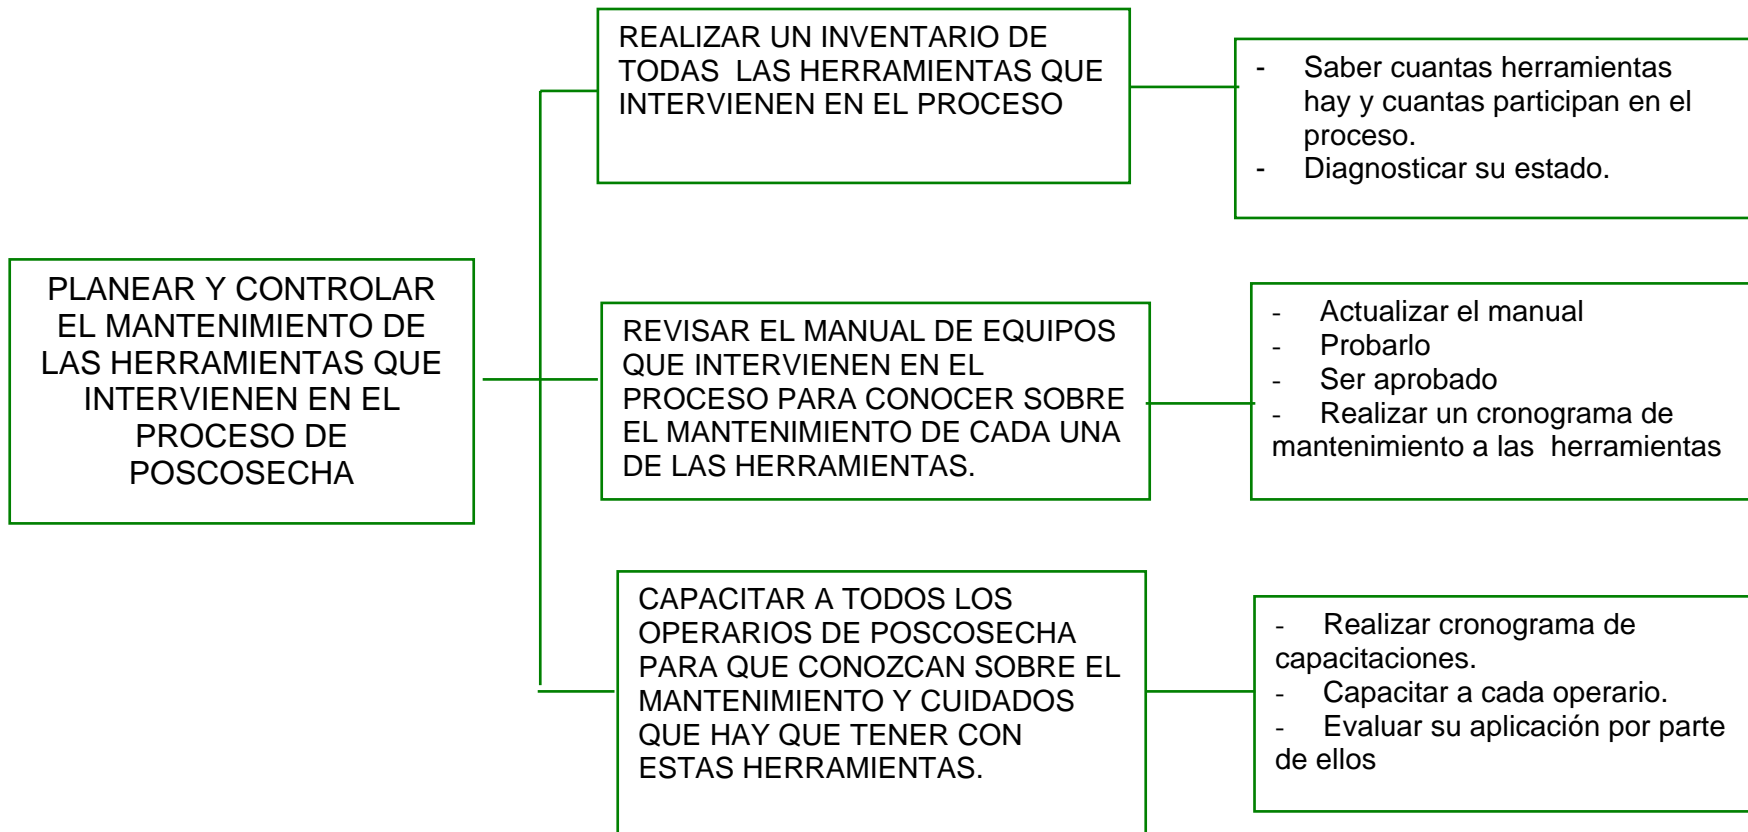 REALIZAR UN INVENTARIO DE
TODAS  LAS HERRAMIENTAS QUE
INTERVIENEN EN EL PROCESO
- Saber cuantas herramientas
hay y cuantas participan en el
proceso.
- Diagnosticar su estado.
PLANEAR Y CONTROLAR
EL MANTENIMIENTO DE
LAS HERRAMIENTAS QUE
INTERVIENEN EN EL
PROCESO DE
POSCOSECHA
REVISAR EL MANUAL DE EQUIPOS
QUE INTERVIENEN EN EL
PROCESO PARA CONOCER SOBRE
EL MANTENIMIENTO DE CADA UNA
DE LAS HERRAMIENTAS.
- Actualizar el manual
- Probarlo
- Ser aprobado
- Realizar un cronograma de
mantenimiento a las  herramientas
CAPACITAR A TODOS LOS
OPERARIOS DE POSCOSECHA
PARA QUE CONOZCAN SOBRE EL
MANTENIMIENTO Y CUIDADOS
QUE HAY QUE TENER CON
ESTAS HERRAMIENTAS.
- Realizar cronograma de
capacitaciones.
- Capacitar a cada operario.
- Evaluar su aplicación por parte
de ellos